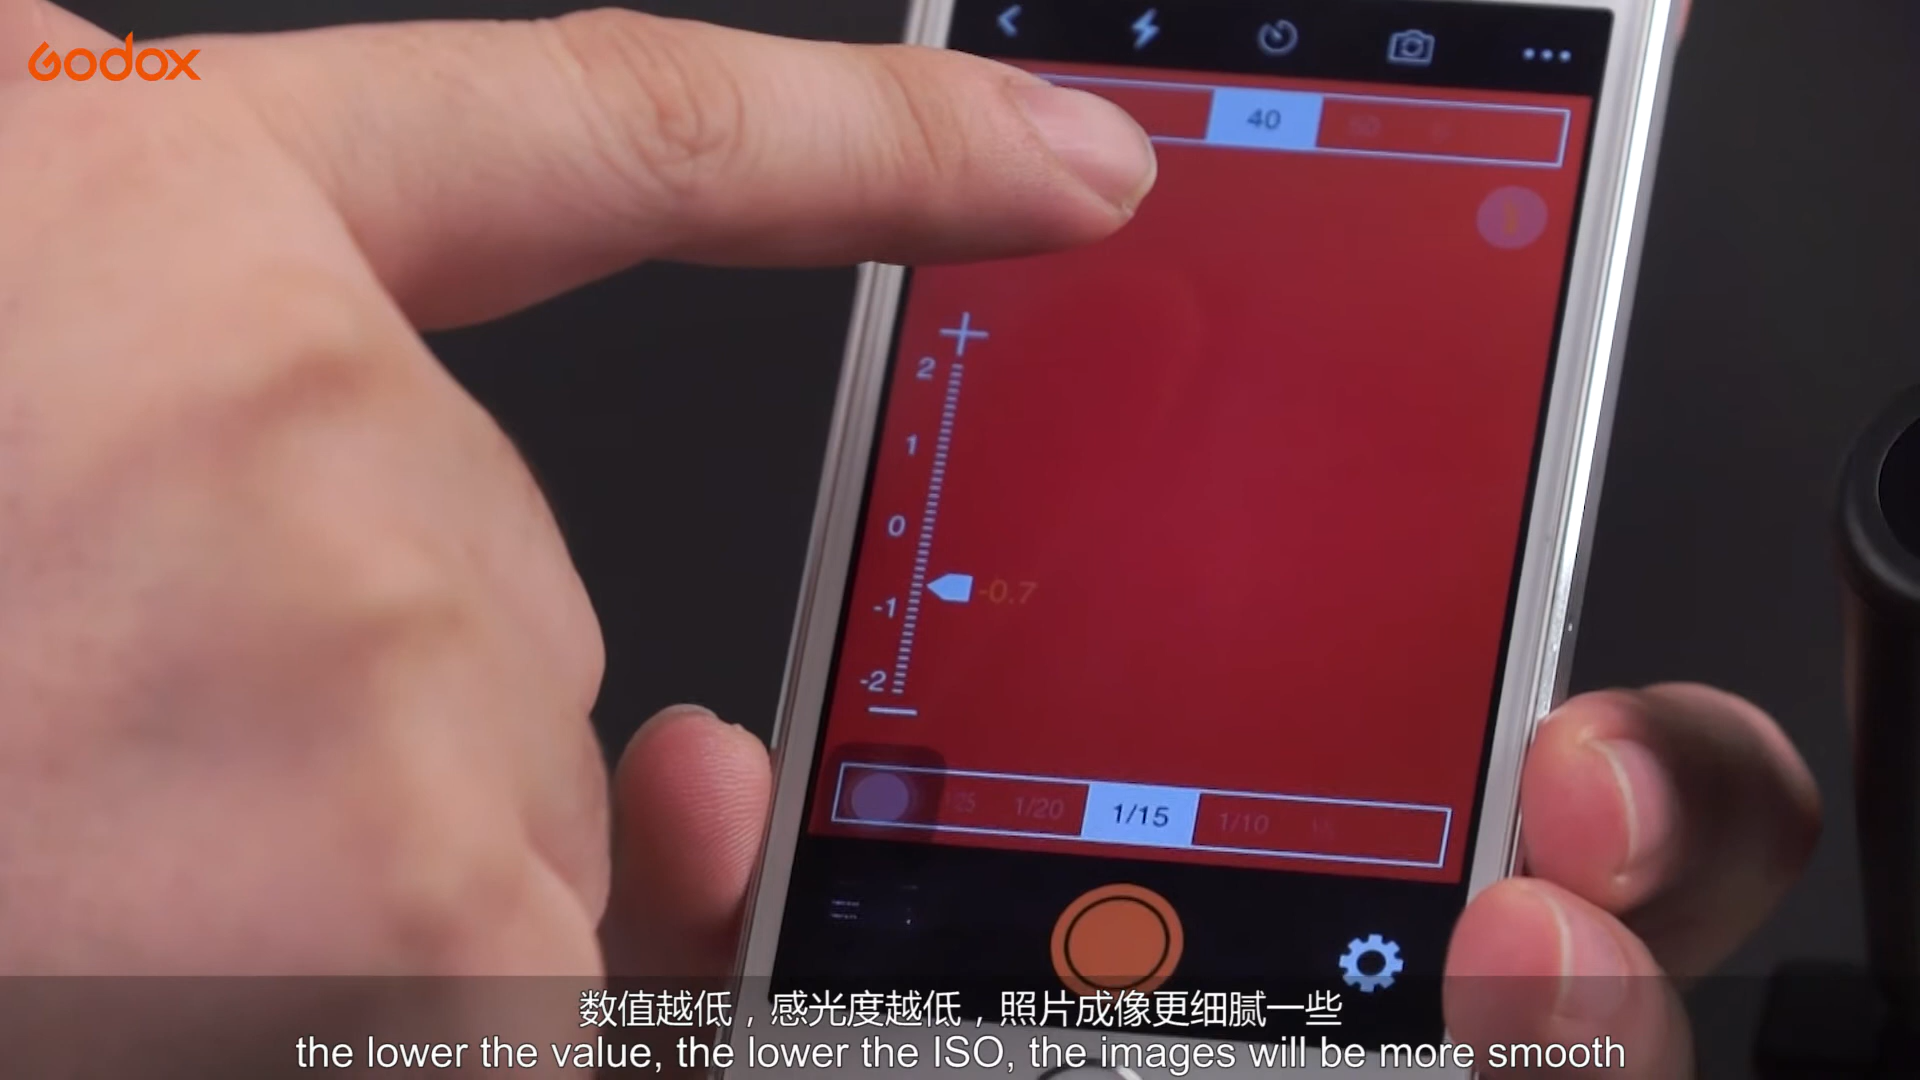 Godox
40
50
2
1
0
-0.7
-1
-2
25 1/20 1/15 1/10
数值越低，感光度越低，照片成像更细腻一些
the lower the value, the lower the ISO, the images will be more smooth